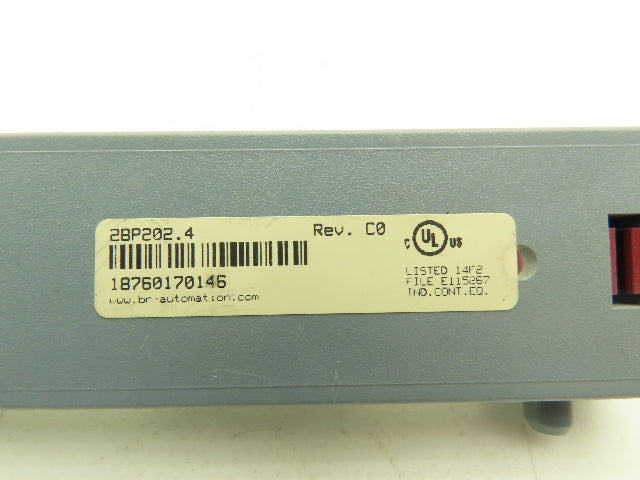 2BP202.4 Rev. C0
C UL US
18760170146
www.br-automation.com
LISTED 14F2
FILE E115267
IND.CONT.EQ.